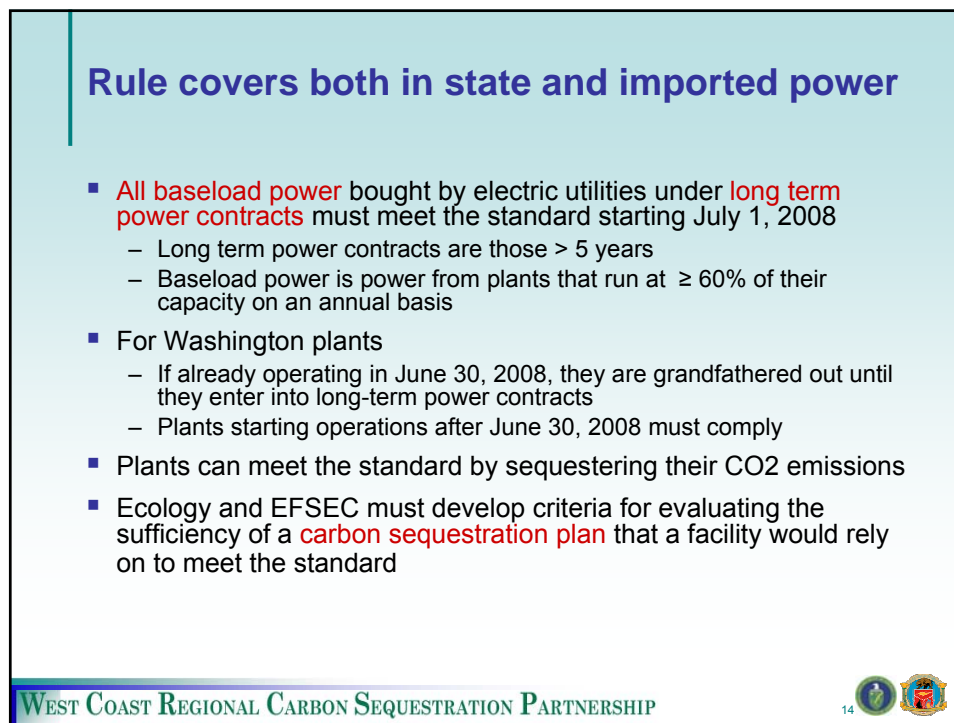 Rule covers both in state and imported power
▪ All baseload power bought by electric utilities under long term
power contracts must meet the standard starting July 1, 2008
– Long term power contracts are those > 5 years
– Baseload power is power from plants that run at ≥ 60% of their
capacity on an annual basis
▪ For Washington plants
– If already operating in June 30, 2008, they are grandfathered out until
they enter into long-term power contracts
– Plants starting operations after June 30, 2008 must comply
▪ Plants can meet the standard by sequestering their CO2 emissions
▪ Ecology and EFSEC must develop criteria for evaluating the
sufficiency of a carbon sequestration plan that a facility would rely
on to meet the standard
WEST COAST REGIONAL CARBON SEQUESTRATION PARTNERSHIP
14